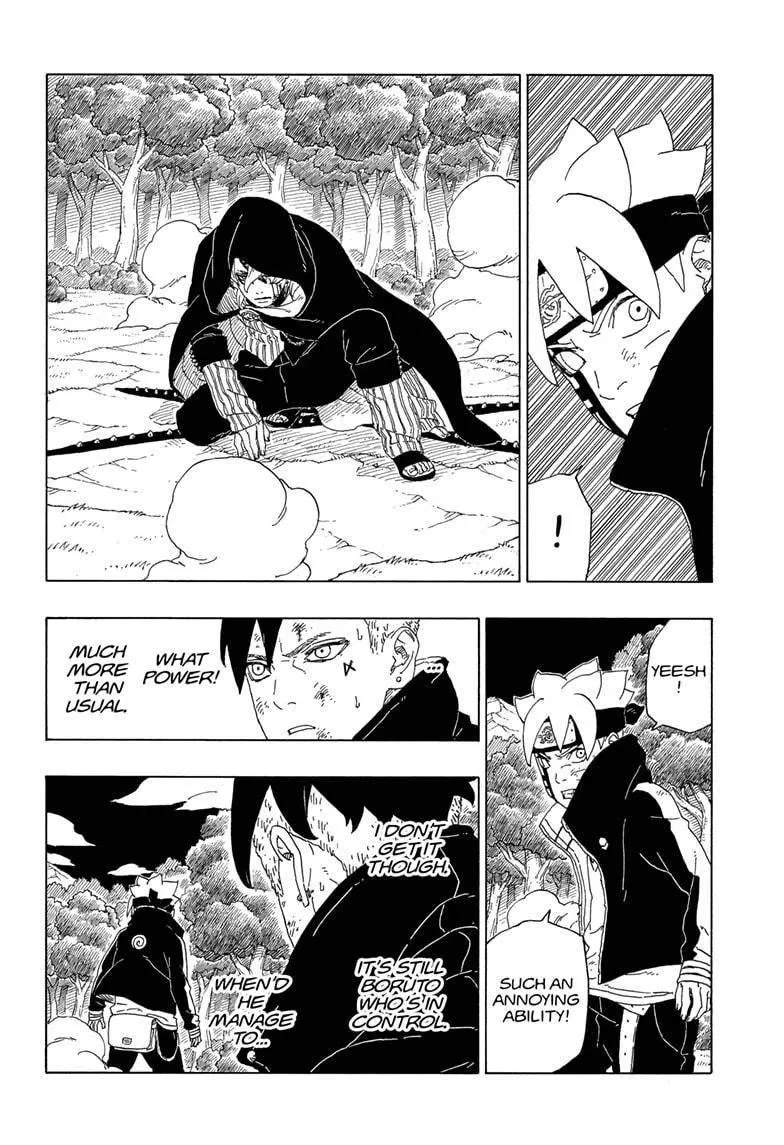 !
YEESH
!
SUCH AN
ANNOYING
ABILITY!
WHAT
POWER!
MUCH
MORE
THAN
USUAL.
I DON'T
GET IT
THOUGH.
IT'S STILL
BORUTO
WHO'S IN
CONTROL.
WHEN'D
HE
MANAGE
TO...